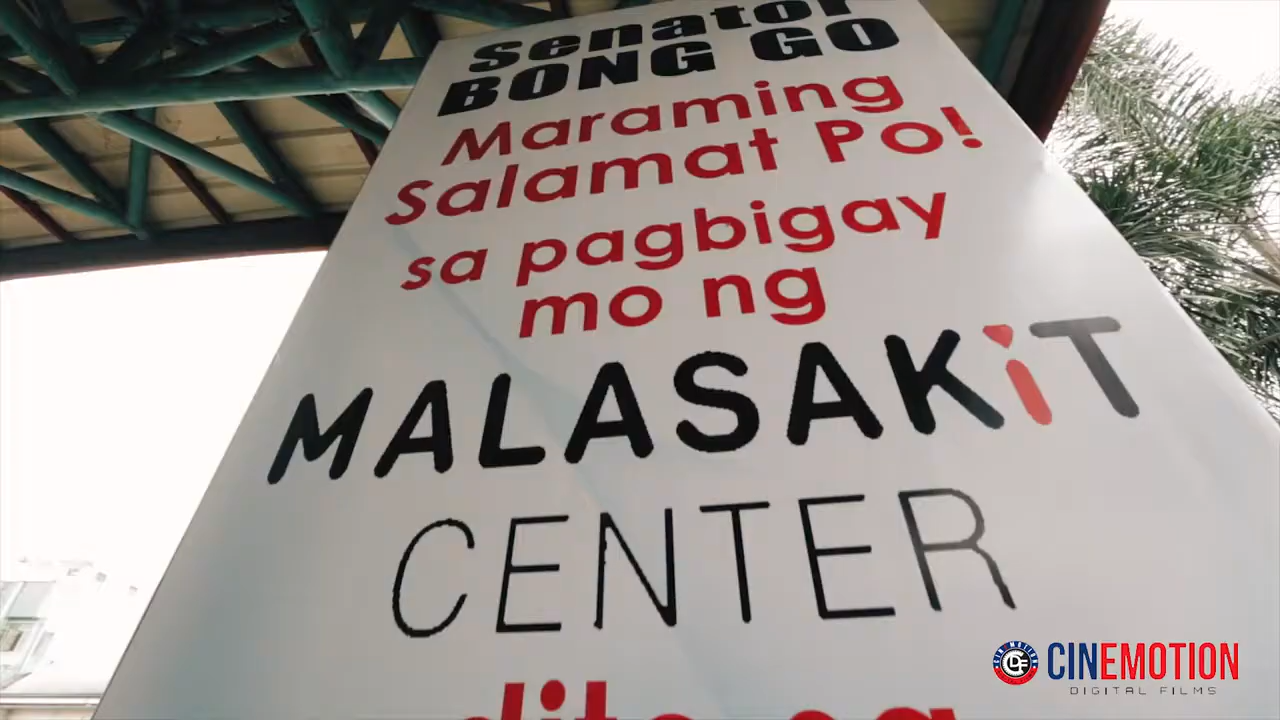 Senator
BONG GO
Maraming
Salamat Po!
sa pagbigay
mo ng
MALASAKiT
CENTER
CINEMOTION
DIGITAL FILMS